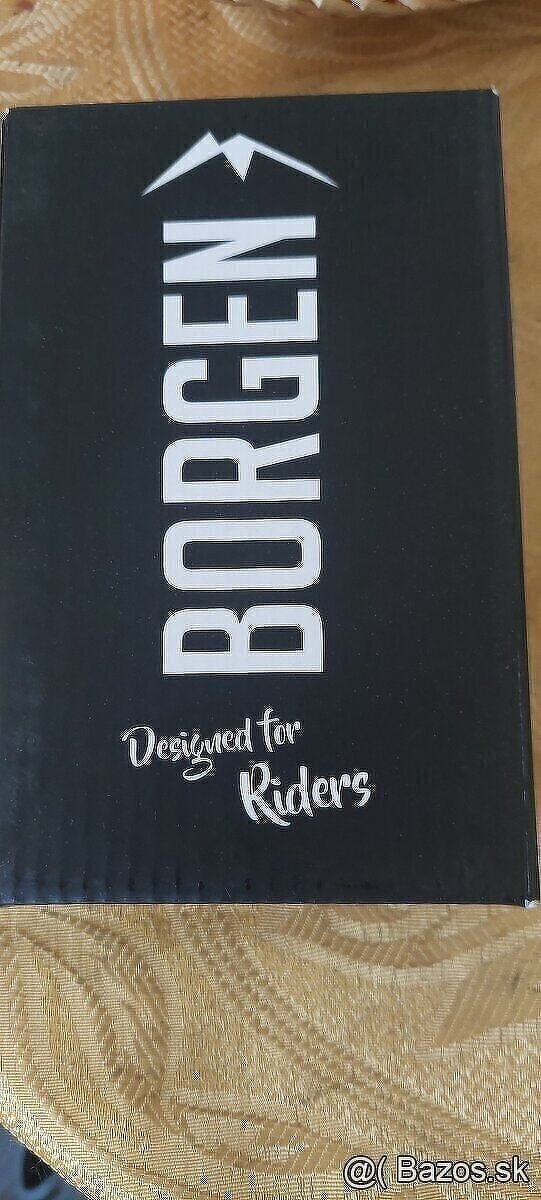 BORGEN
Designed for
Riders
@( Bazos.sk